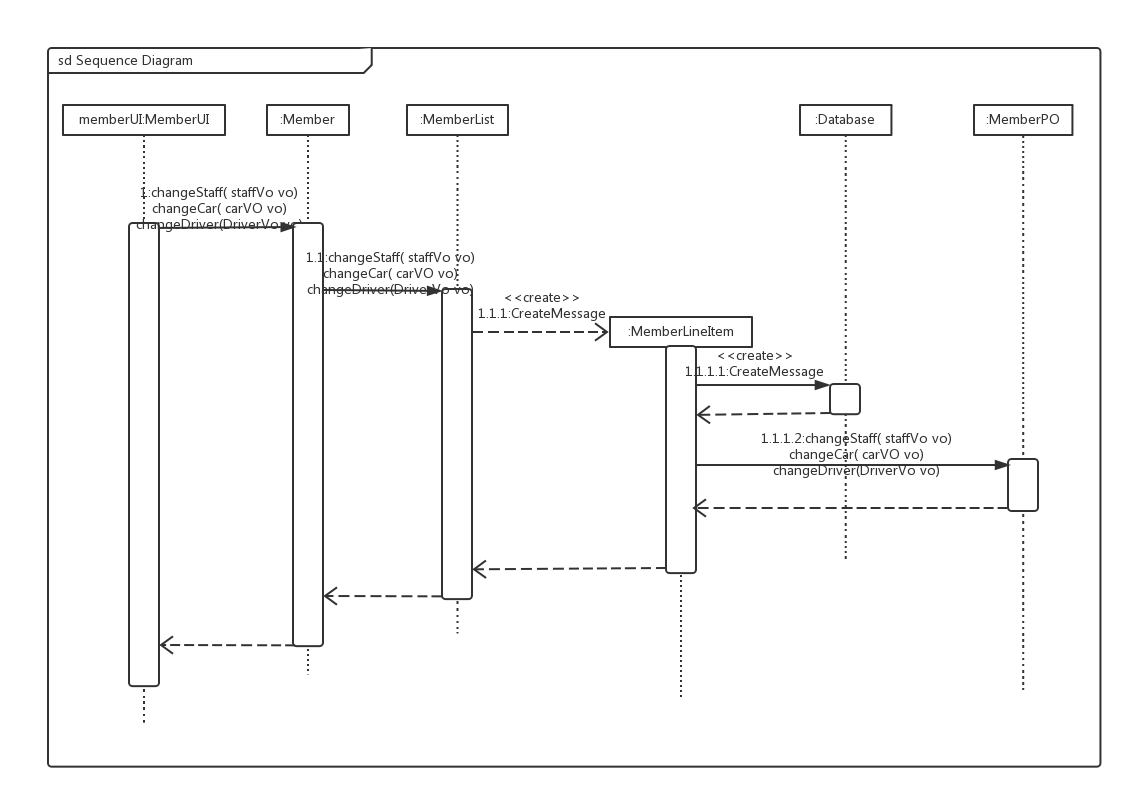 sd Sequence Diagram
memberUI:MemberUI
:Member
:MemberList
:Database
:MemberPO
1:changeStaff( staffVo vo)
changeCar( carVO vo)
changeDriver(DriverVo vo)
1.1:changeStaff( staffVo vo)
changeCar( carVO vo)
changeDriver(DriverVo vo)
<<create>>
1.1.1:CreateMessage
:MemberLineItem
<<create>>
1.1.1.1:CreateMessage
1.1.1.2:changeStaff( staffVo vo)
changeCar( carVO vo)
changeDriver(DriverVo vo)